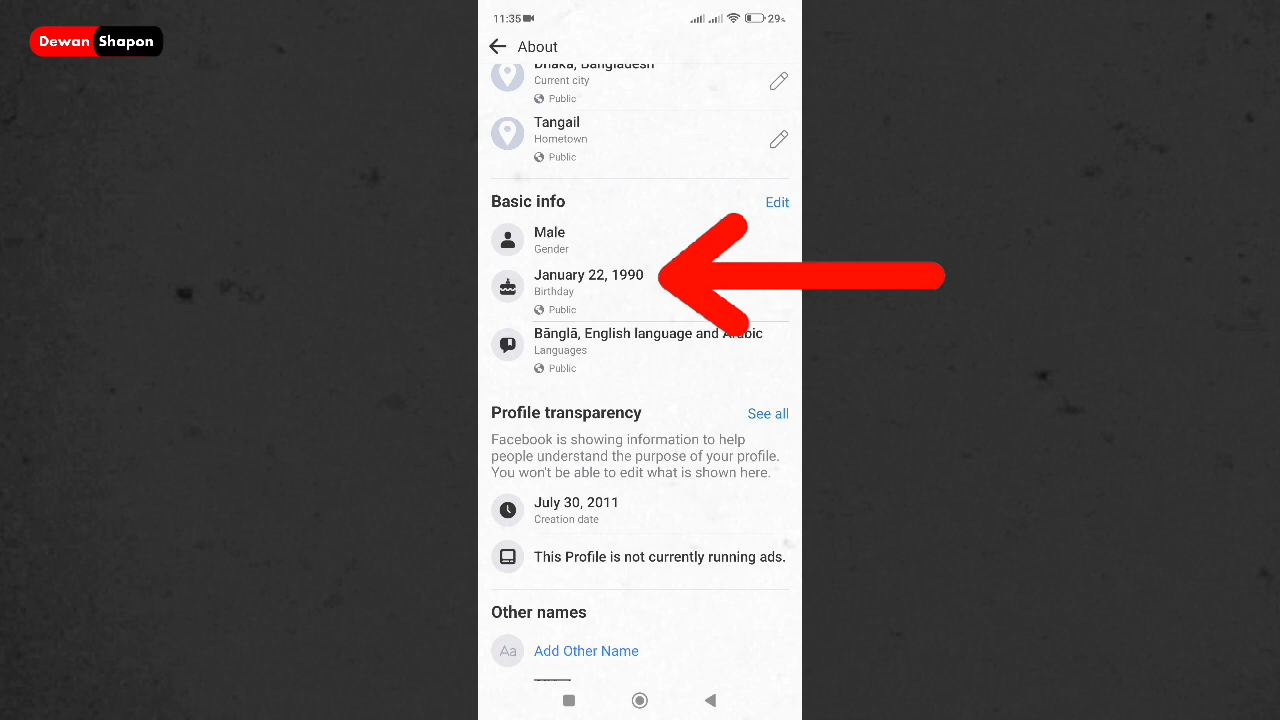 Dewan Shapon
11:35
29%
About
Dhaka, Bangladesh
Current city
Public
Tangail
Hometown
Public
Basic info
Edit
Male
Gender
January 22, 1990
Birthday
Public
Bānglā, English language and Arabic
Languages
Public
Profile transparency
See all
Facebook is showing information to help
people understand the purpose of your profile.
You won't be able to edit what is shown here.
July 30, 2011
Creation date
This Profile is not currently running ads.
Other names
Aa
Add Other Name